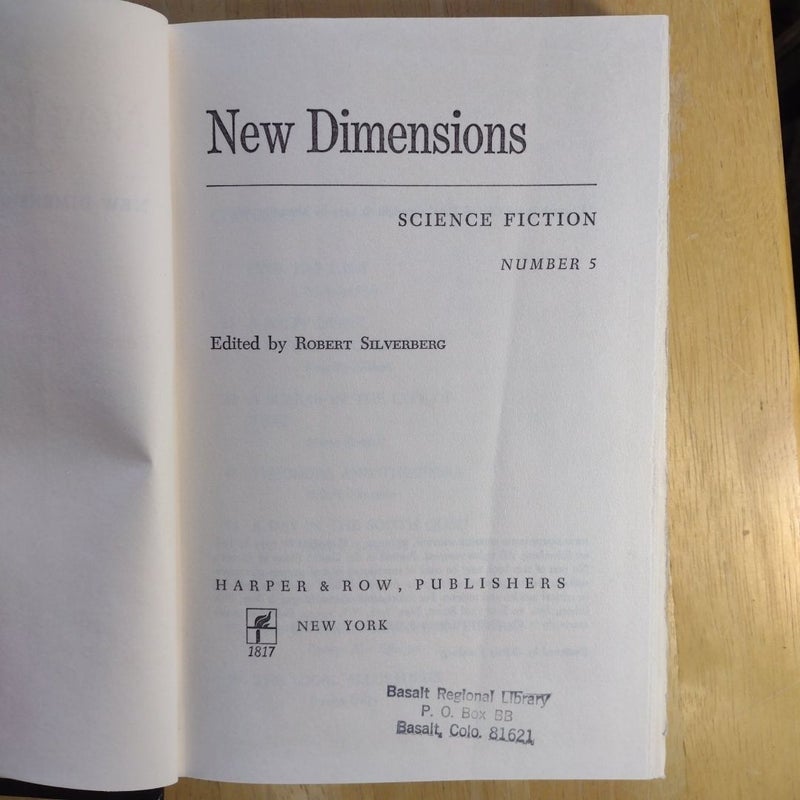 New Dimensions
SCIENCE FICTION
NUMBER 5
Edited by ROBERT SILVERBERG
HARPER & ROW, PUBLISHERS
NEW YORK
1817
Basalt Regional Library
P. O. Box BB
Basalt, Colo. 81621